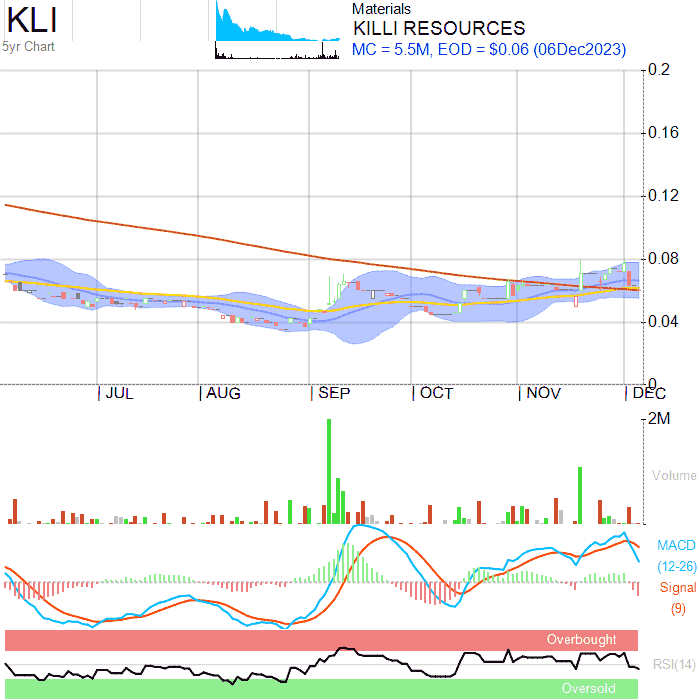 KLI
5yr Chart
Materials
KILLI RESOURCES
MC = 5.5M, EOD = $0.06 (06Dec2023)
0.2
0.16
0.12
0.08
0.04
0
JUL AUG SEP OCT NOV DEC
2M
Volume
MACD
(12-26)
Signal
(9)
Overbought
RSI(14)
Oversold